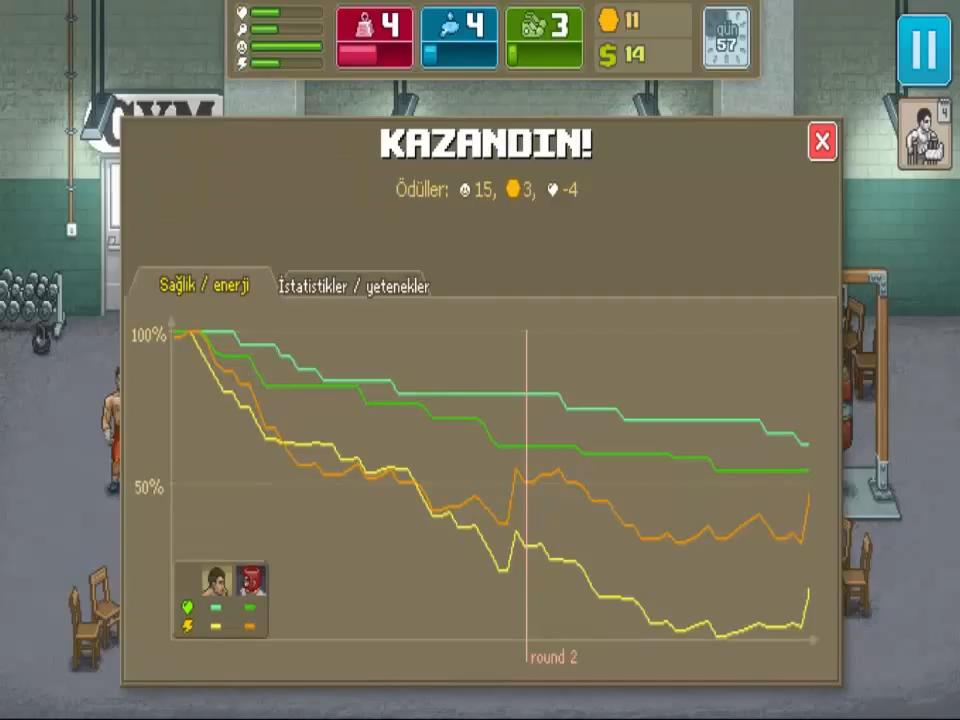 4 4 3 11
14
gün
57
4
GYM
KAZANDIN!
Ödüller: 15, 3, -4
Sağlık / enerji İstatistikler / yetenekler
100%
50%
round 2